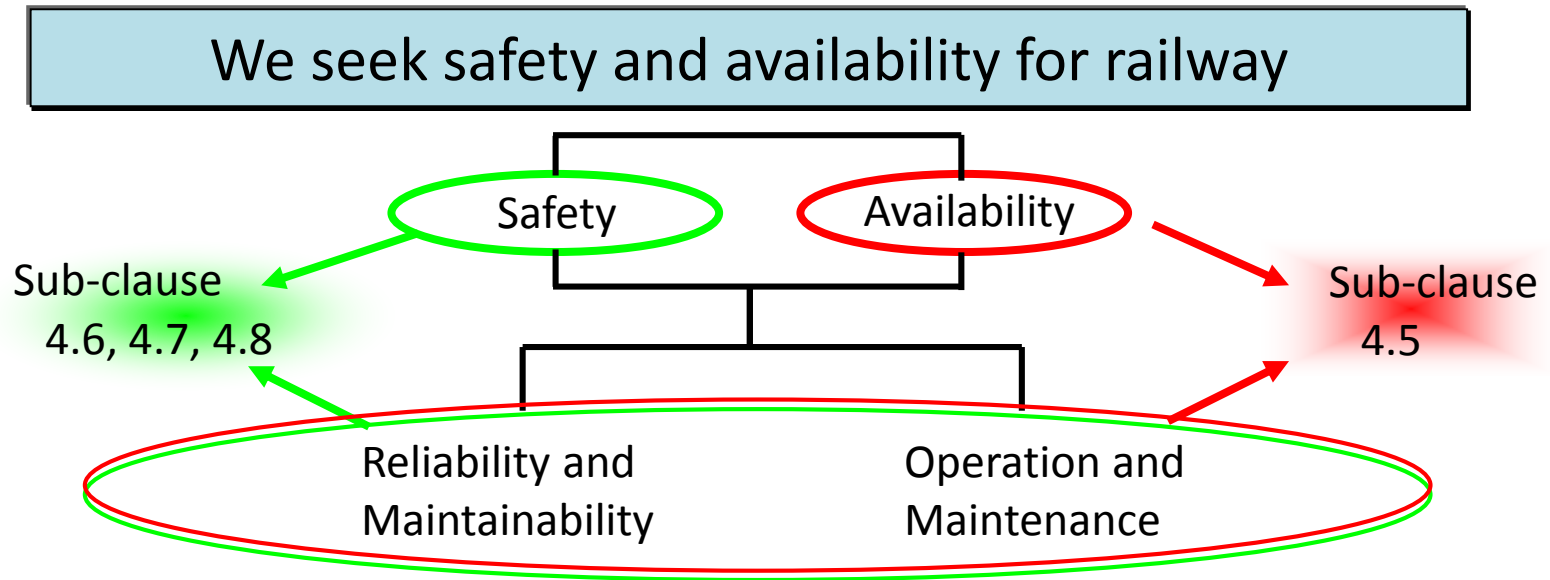 We seek safety and availability for railway
Safety
Availability
Sub-clause
4.6, 4.7, 4.8
Sub-clause
4.5
Reliability and
Maintainability
Operation and
Maintenance